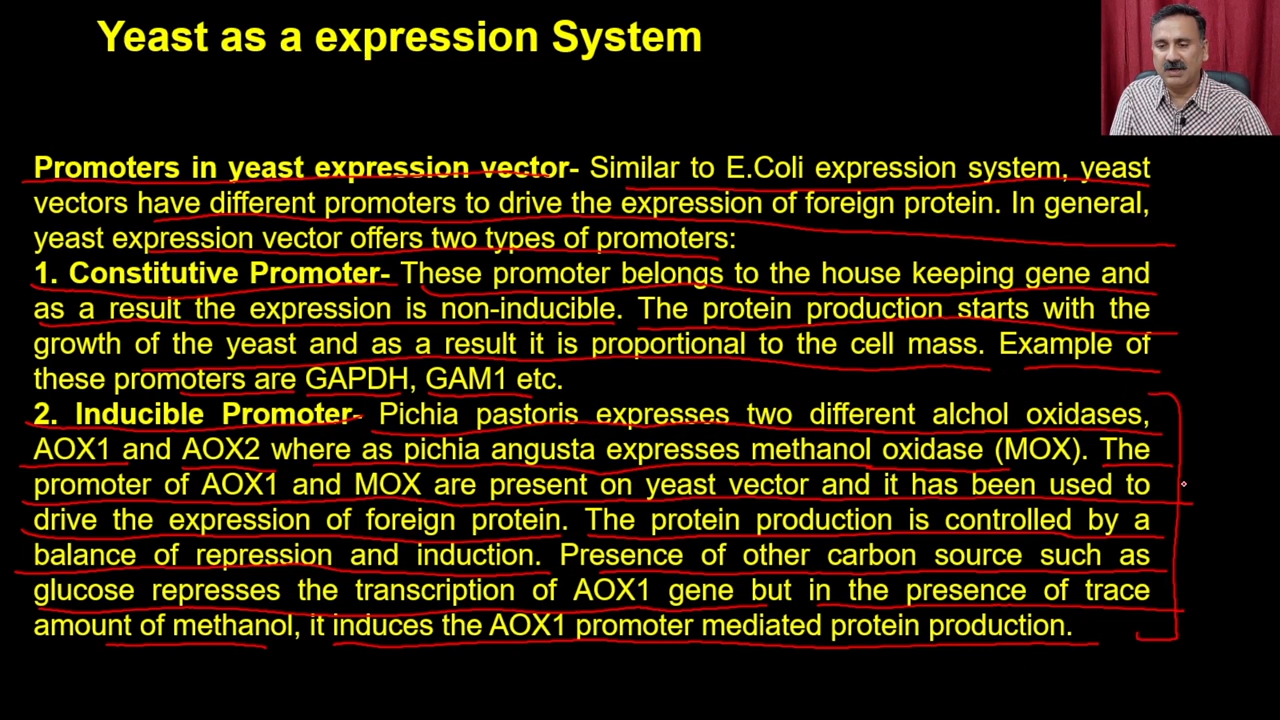 Yeast as a expression System
Promoters in yeast expression vector- Similar to E.Coli expression system, yeast
vectors have different promoters to drive the expression of foreign protein. In general,
yeast expression vector offers two types of promoters:
1. Constitutive Promoter- These promoter belongs to the house keeping gene and
as a result the expression is non-inducible. The protein production starts with the
growth of the yeast and as a result it is proportional to the cell mass. Example of
these promoters are GAPDH, GAM1 etc.
2. Inducible Promoter- Pichia pastoris expresses two different alchol oxidases,
AOX1 and AOX2 where as pichia angusta expresses methanol oxidase (MOX). The
promoter of AOX1 and MOX are present on yeast vector and it has been used to
drive the expression of foreign protein. The protein production is controlled by a
balance of repression and induction. Presence of other carbon source such as
glucose represses the transcription of AOX1 gene but in the presence of trace
amount of methanol, it induces the AOX1 promoter mediated protein production.